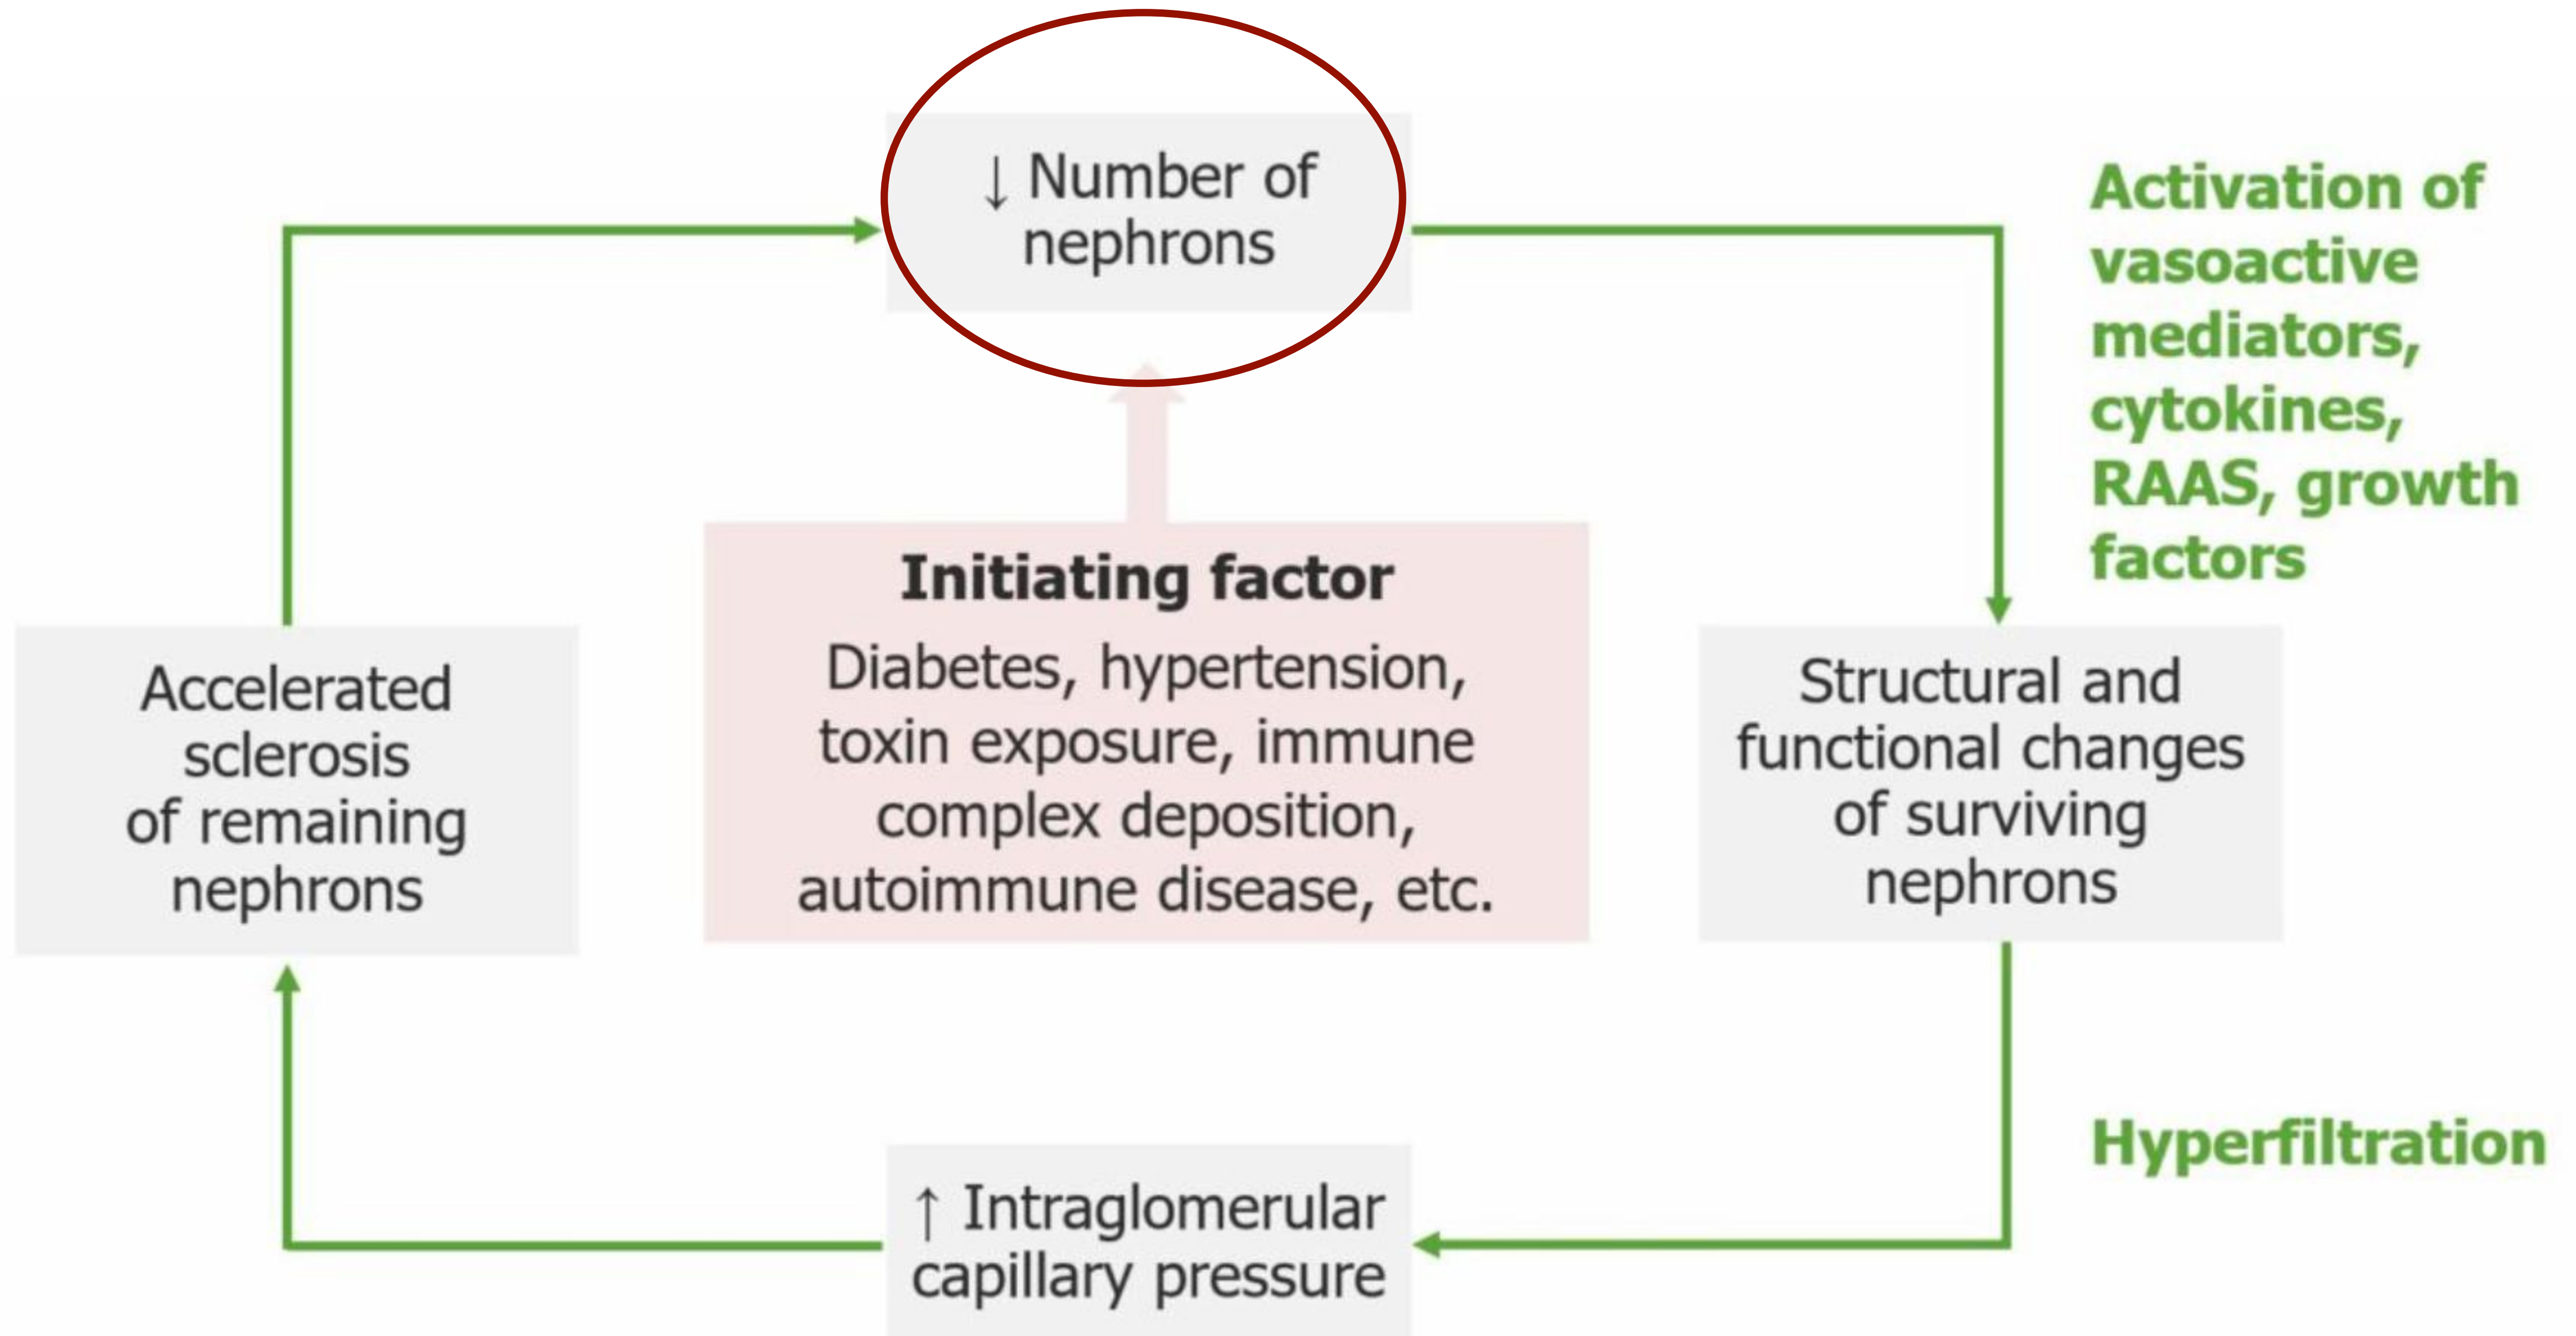 ↓ Number of
nephrons
Activation of
vasoactive
mediators,
cytokines,
RAAS, growth
factors
Initiating factor
Diabetes, hypertension,
toxin exposure, immune
complex deposition,
autoimmune disease, etc.
Accelerated
sclerosis
of remaining
nephrons
Structural and
functional changes
of surviving
nephrons
Hyperfiltration
↑ Intraglomerular
capillary pressure